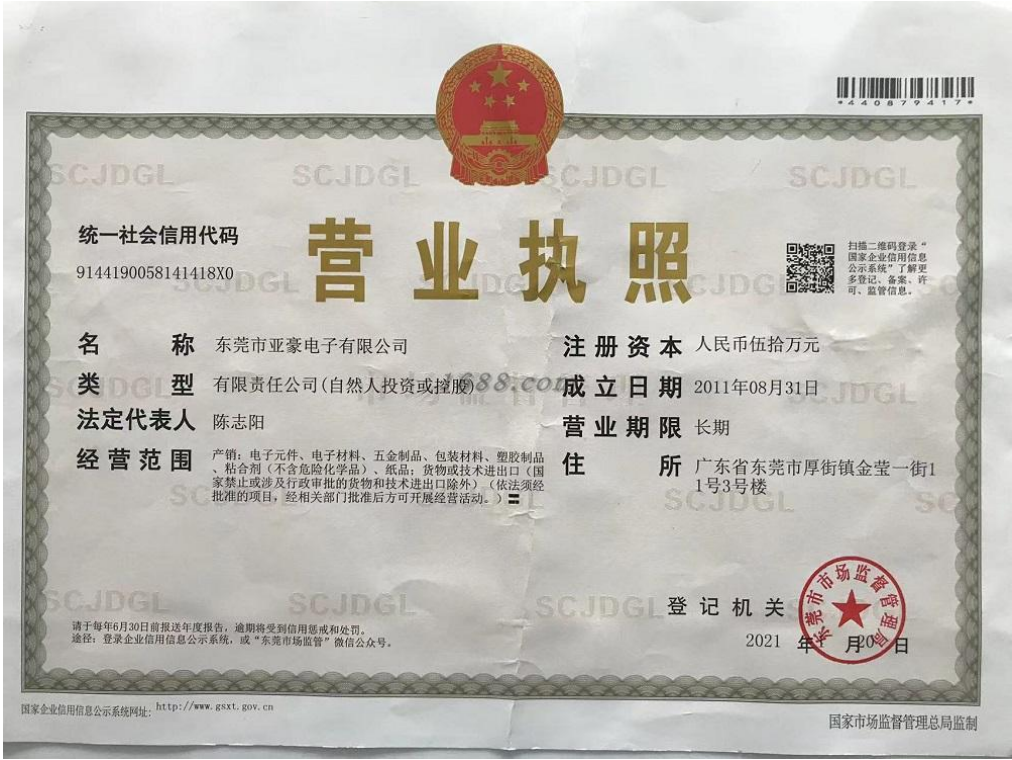 *440879417*
统一社会信用代码
9144190058141418X0
营业执照
扫描二维码登录“
国家企业信用信息
公示系统”了解更
多登记、备案、许
可、监管信息。
名称 东莞市亚豪电子有限公司
类型 有限责任公司(自然人投资或控股)
法定代表人 陈志阳
经营范围 产销：电子元件、电子材料、五金制品、包装材料、塑胶制品
、粘合剂（不含危险化学品）、纸品；货物或技术进出口（国
家禁止或涉及行政审批的货物和技术进出口除外）（依法须经
批准的项目，经相关部门批准后方可开展经营活动。）〓
注册资本 人民币伍拾万元
成立日期 2011年08月31日
营业期限 长期
住所 广东省东莞市厚街镇金莹一街1
1号3号楼
1688.com
SCJDGL
请于每年6月30日前报送年度报告，逾期将受到信用惩戒和处罚。
途径：登录企业信用信息公示系统，或“东莞市场监管”微信公众号。
登记机关
东莞市市场监督管理局
2021 年 月20日
国家企业信用信息公示系统网址：http://www.gsxt.gov.cn
国家市场监督管理总局监制